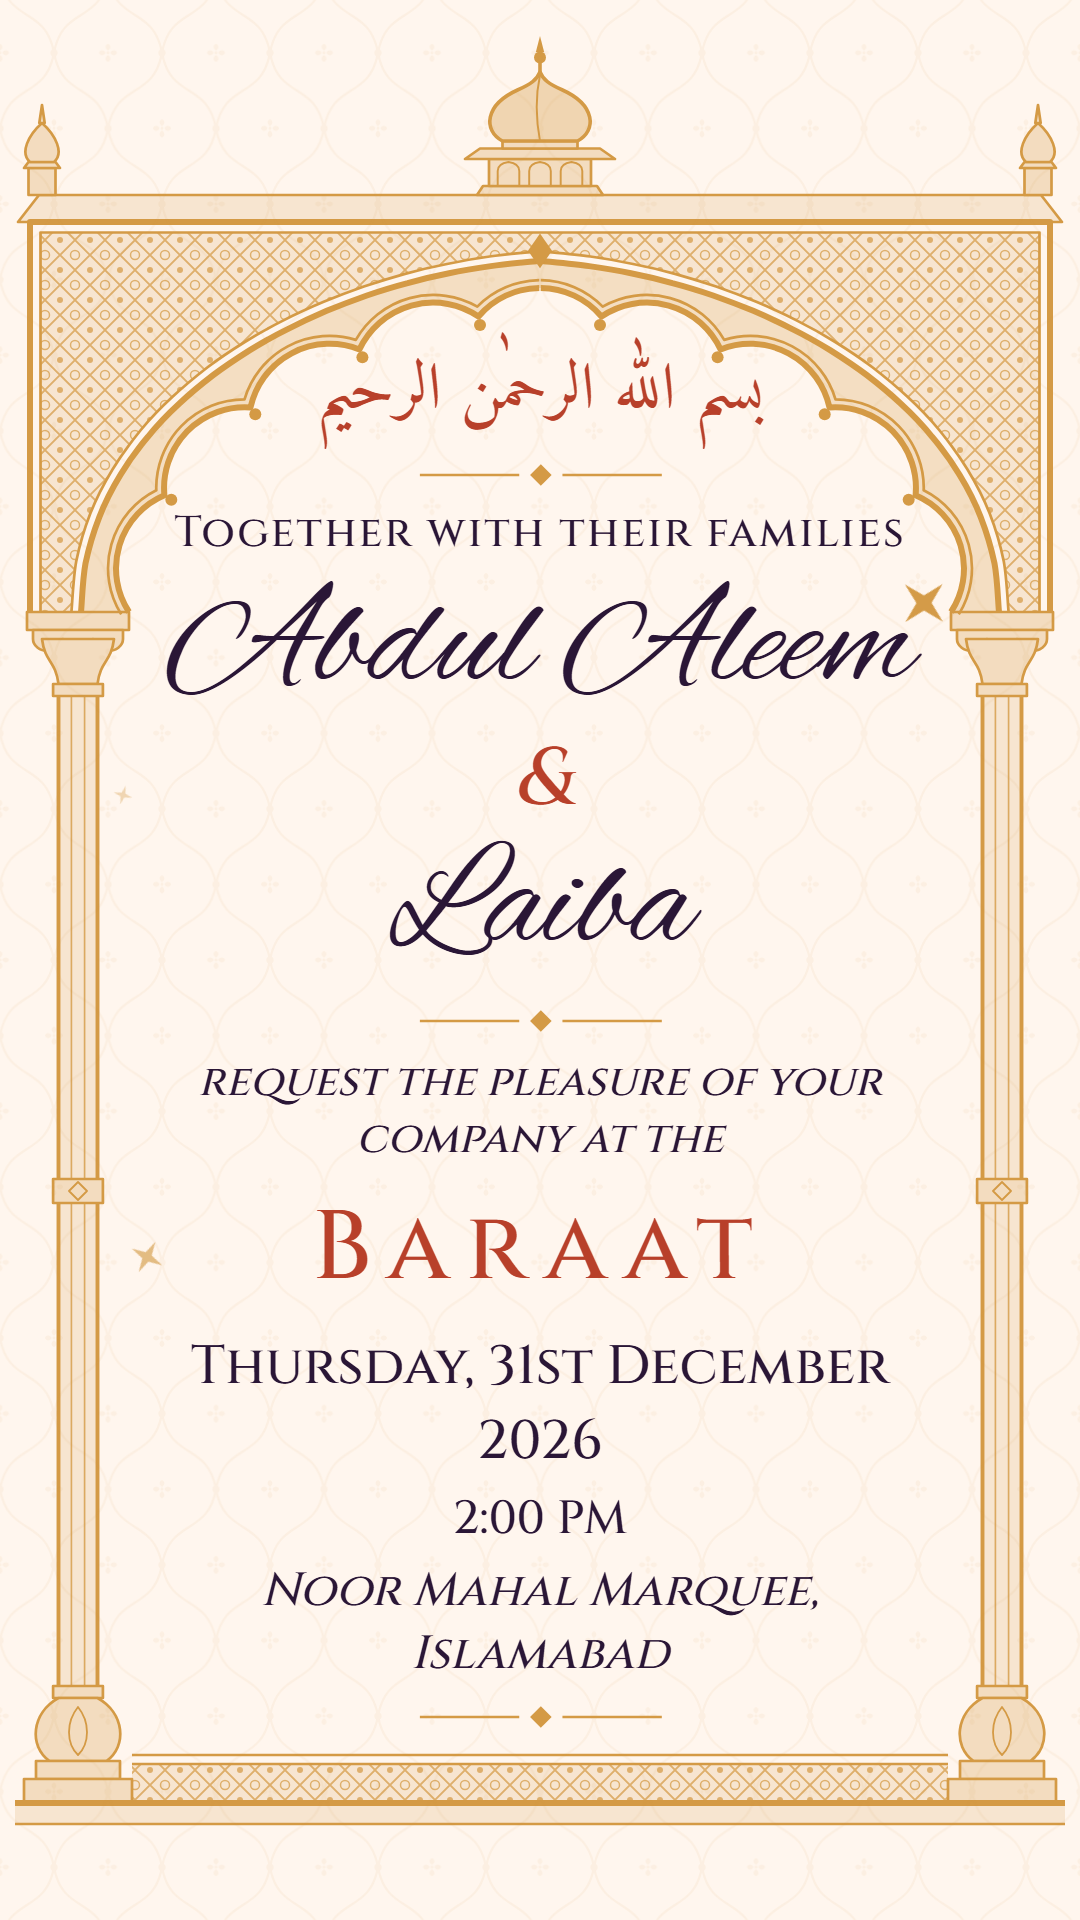 بسم الله الرحمٰن الرحيم
Together with their families
Abdul Aleem
&
Laiba
request the pleasure of your
company at the
Baraat
Thursday, 31st December
2026
2:00 PM
Noor Mahal Marquee,
Islamabad